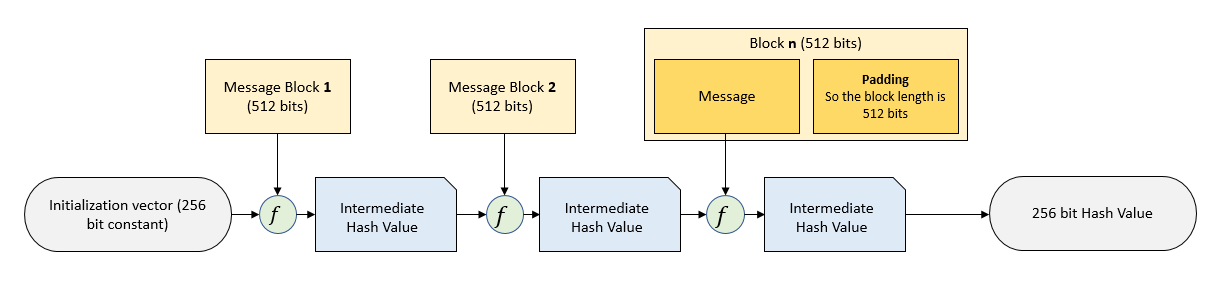 Block n (512 bits)
Message Block 1
(512 bits)
Message Block 2
(512 bits)
Message
Padding
So the block length is
512 bits
Initialization vector (256
bit constant)
f
Intermediate
Hash Value
f
Intermediate
Hash Value
f
Intermediate
Hash Value
256 bit Hash Value